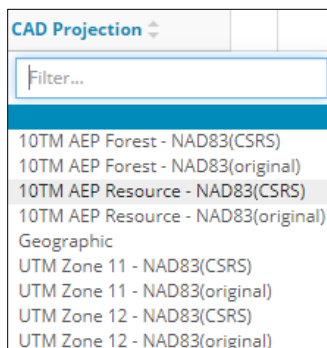 CAD Projection
Filter...
10TM AEP Forest - NAD83(CSRS)
10TM AEP Forest - NAD83(original)
10TM AEP Resource - NAD83(CSRS)
10TM AEP Resource - NAD83(original)
Geographic
UTM Zone 11 - NAD83(CSRS)
UTM Zone 11 - NAD83(original)
UTM Zone 12 - NAD83(CSRS)
UTM Zone 12 - NAD83(original)